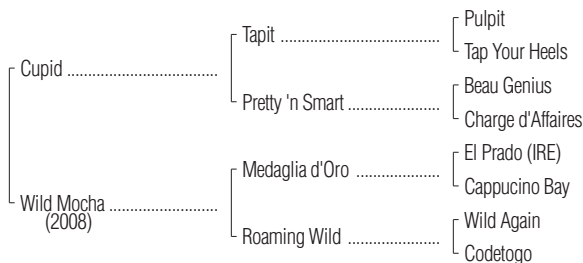 Pulpit
Tapit ........................................
Tap Your Heels
Cupid ......................................
Beau Genius
Pretty 'n Smart ....................
Charge d'Affaires
El Prado (IRE)
Medaglia d'Oro .....................
Cappucino Bay
Wild Mocha ...........................
(2008)
Wild Again
Roaming Wild .......................
Codetogo